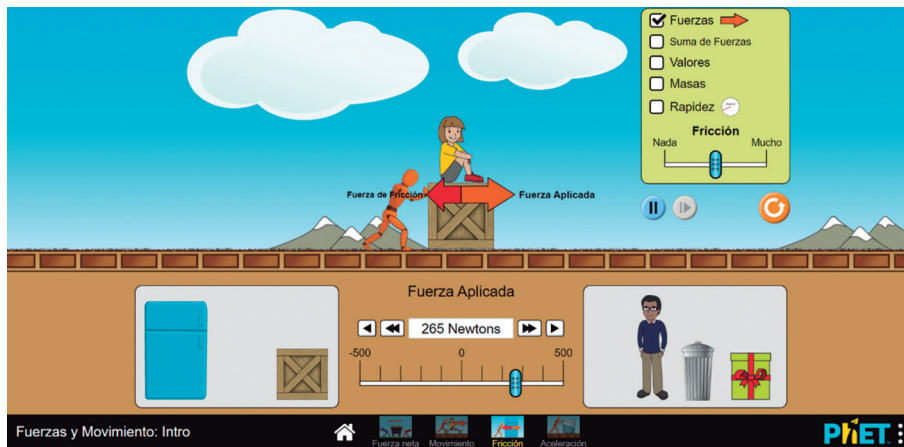 Fuerzas
Suma de Fuerzas
Valores
Masas
Rapidez
Fricción
Nada Mucho
Fuerza de Fricción Fuerza Aplicada
Fuerza Aplicada
265 Newtons
-500 0 500
Fuerzas y Movimiento: Intro
Fuerza neta Movimiento Fricción Aceleración
PhET